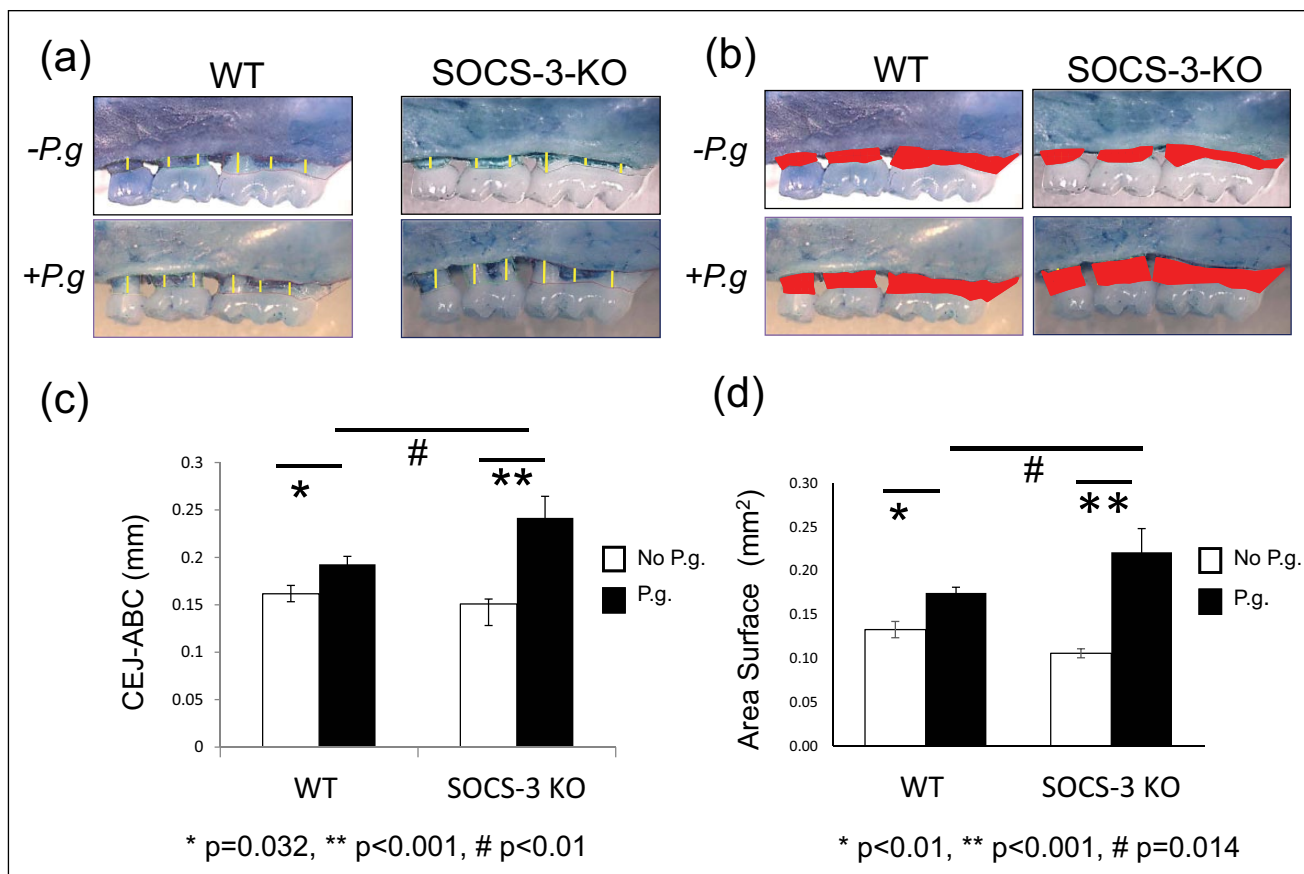 (a)
WT
SOCS-3-KO
-P.g
+P.g
(b)
WT
SOCS-3-KO
-P.g
+P.g
(c)
#
*
**
0.3
0.25
0.2
0.15
0.1
0.05
0
CEJ-ABC (mm)
No P.g.
P.g.
WT
SOCS-3 KO
* p=0.032, ** p<0.001, # p<0.01
(d)
#
*
**
0.30
0.25
0.20
0.15
0.10
0.05
0.00
Area Surface (mm²)
No P.g.
P.g.
WT
SOCS-3 KO
* p<0.01, ** p<0.001, # p=0.014